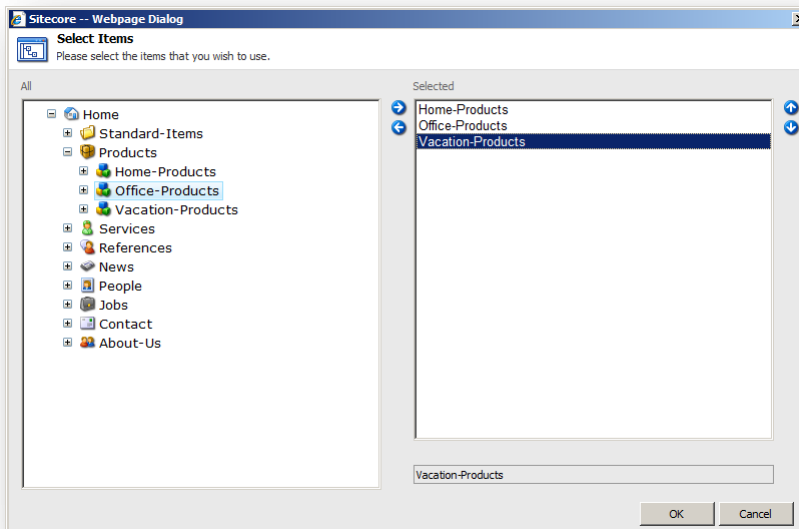 Sitecore -- Webpage Dialog
Select Items
Please select the items that you wish to use.
All
Home
Standard-Items
Products
Home-Products
Office-Products
Vacation-Products
Services
References
News
People
Jobs
Contact
About-Us
Selected
Home-Products
Office-Products
Vacation-Products
Vacation-Products
OK
Cancel